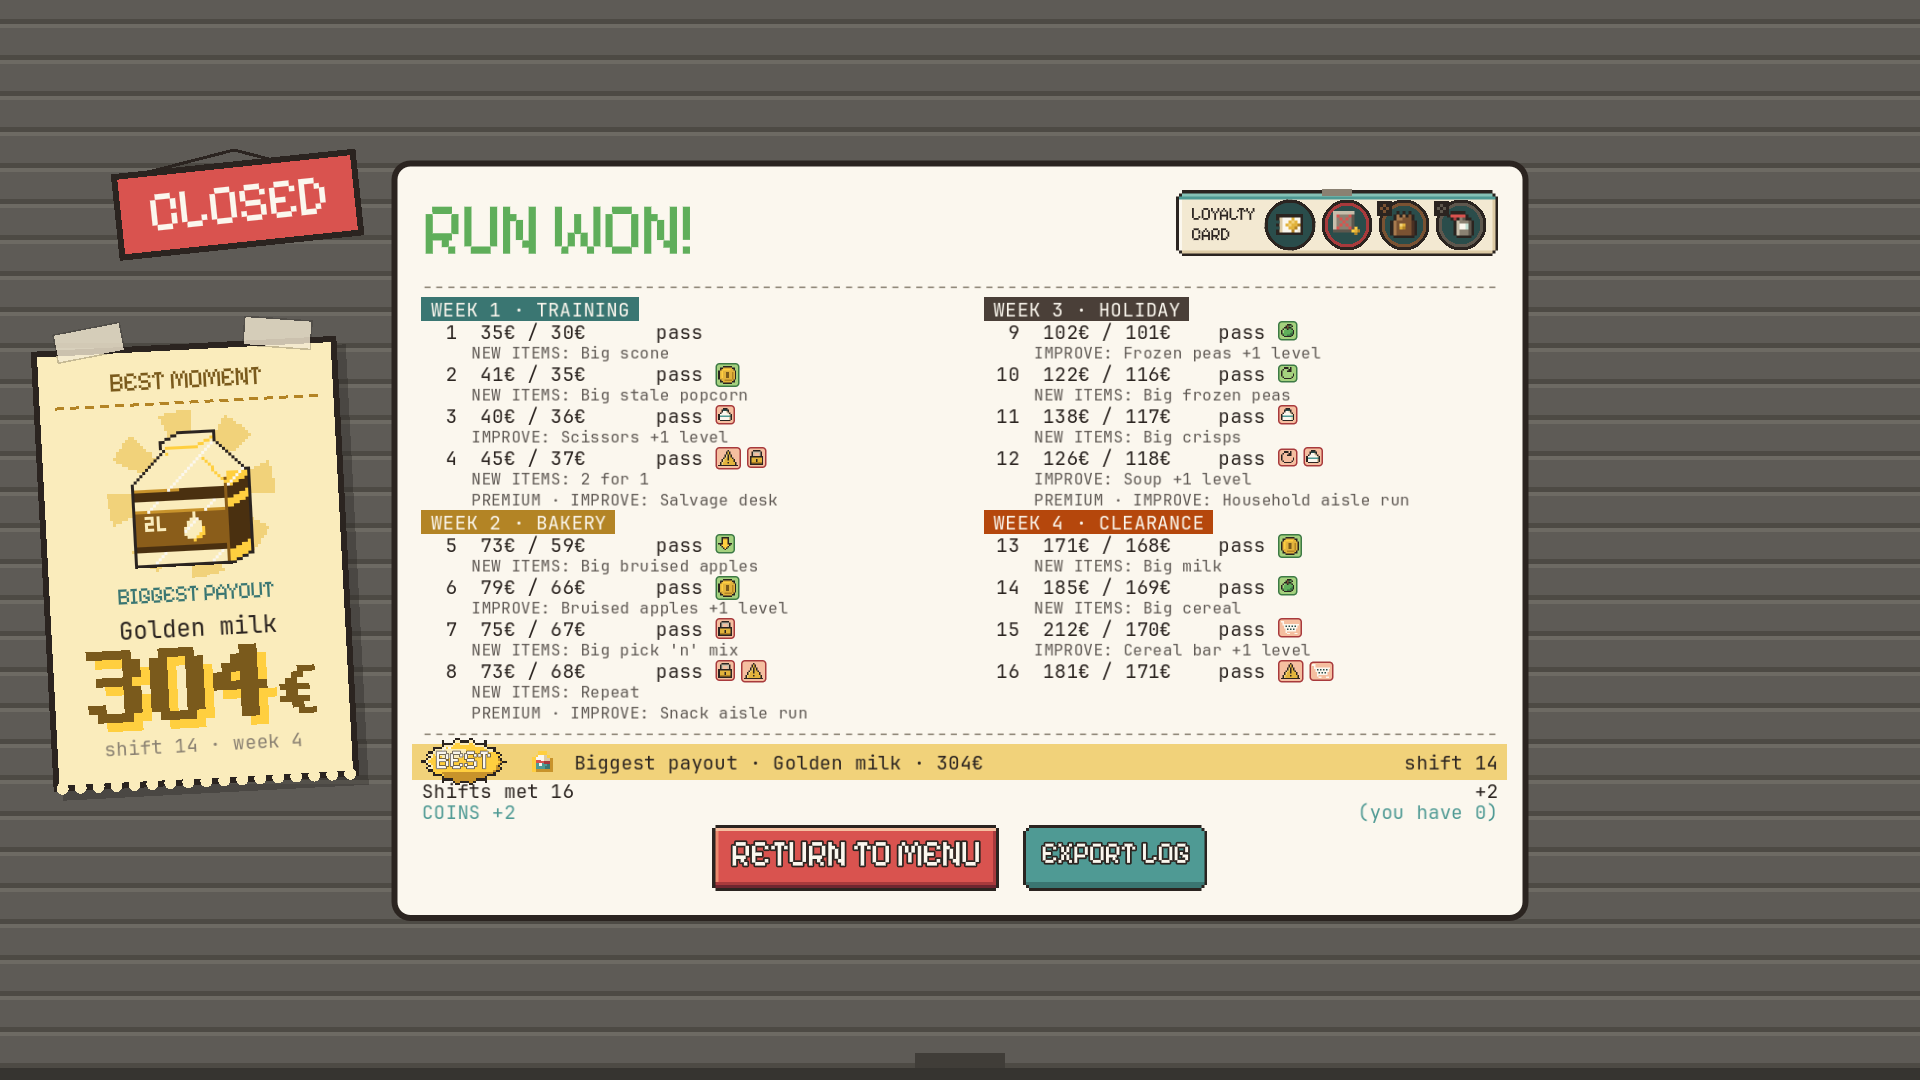 CLOSED
BEST MOMENT
2L
BIGGEST PAYOUT
Golden milk
304€
shift 14 · week 4
RUN WON!
LOYALTY
CARD
WEEK 1 · TRAINING
1 35€ / 30€ pass
NEW ITEMS: Big scone
2 41€ / 35€ pass
NEW ITEMS: Big stale popcorn
3 40€ / 36€ pass
IMPROVE: Scissors +1 level
4 45€ / 37€ pass
NEW ITEMS: 2 for 1
PREMIUM · IMPROVE: Salvage desk
WEEK 2 · BAKERY
5 73€ / 59€ pass
NEW ITEMS: Big bruised apples
6 79€ / 66€ pass
IMPROVE: Bruised apples +1 level
7 75€ / 67€ pass
NEW ITEMS: Big pick 'n' mix
8 73€ / 68€ pass
NEW ITEMS: Repeat
PREMIUM · IMPROVE: Snack aisle run
WEEK 3 · HOLIDAY
9 102€ / 101€ pass
IMPROVE: Frozen peas +1 level
10 122€ / 116€ pass
NEW ITEMS: Big frozen peas
11 138€ / 117€ pass
NEW ITEMS: Big crisps
12 126€ / 118€ pass
IMPROVE: Soup +1 level
PREMIUM · IMPROVE: Household aisle run
WEEK 4 · CLEARANCE
13 171€ / 168€ pass
NEW ITEMS: Big milk
14 185€ / 169€ pass
NEW ITEMS: Big cereal
15 212€ / 170€ pass
IMPROVE: Cereal bar +1 level
16 181€ / 171€ pass
BEST Biggest payout · Golden milk · 304€ shift 14
Shifts met 16 +2
COINS +2 (you have 0)
RETURN TO MENU
EXPORT LOG